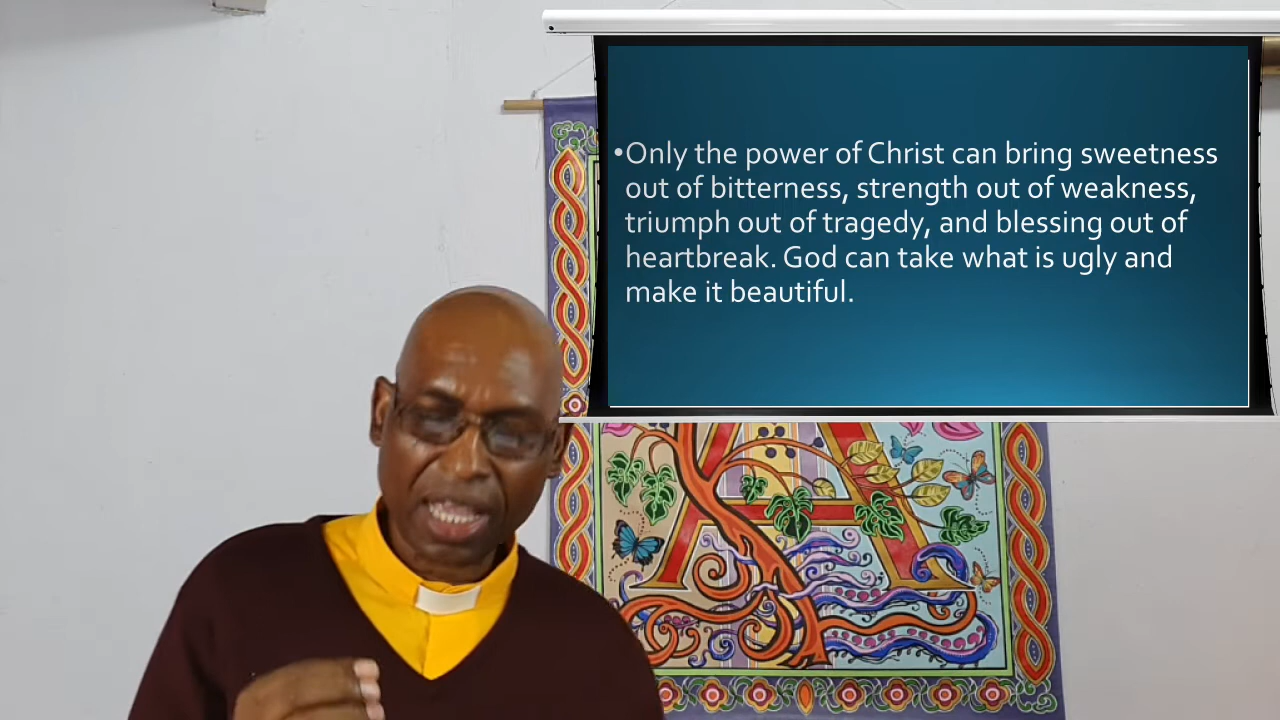 •Only the power of Christ can bring sweetness
out of bitterness, strength out of weakness,
triumph out of tragedy, and blessing out of
heartbreak. God can take what is ugly and
make it beautiful.
A